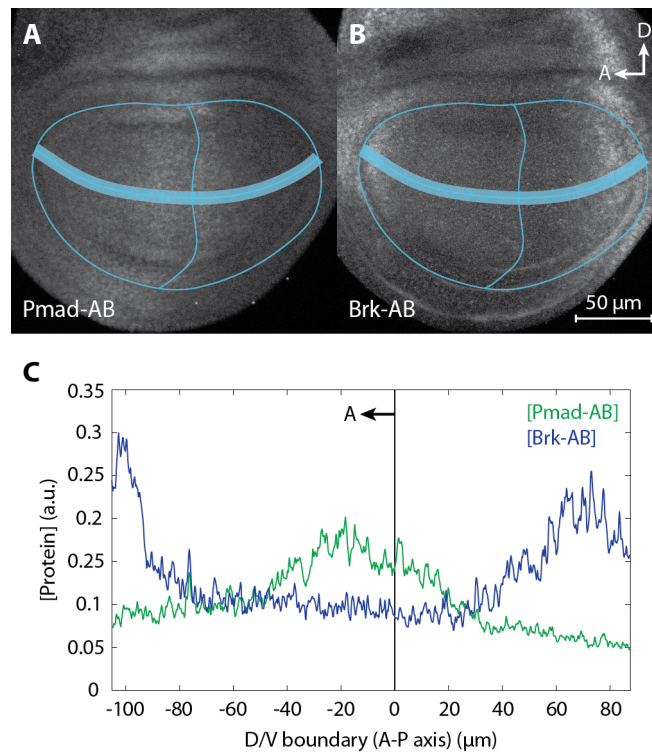 A
B
D
A
Pmad-AB
Brk-AB
50 µm
C
A
[Pmad-AB]
[Brk-AB]
0.35
0.3
0.25
0.2
0.25
0.1
0.05
0
[Protein] (a.u.)
-100 -80 -60 -40 -20 0 20 40 60 80
D/V boundary (A-P axis) (µm)